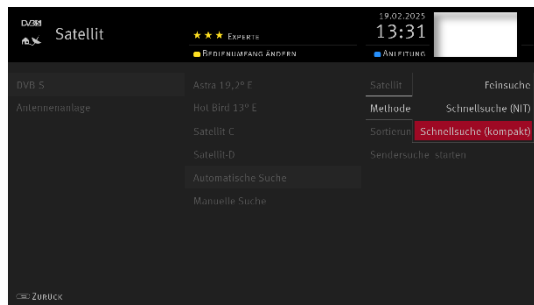 Satellit
★★★ EXPERTE
BEDIENUMFANG ÄNDERN
19.02.2025
13:31
ANLEITUNG
DVB-S
Antennenanlage
Astra 19,2° E
Hot Bird 13° E
Satellit-C
Satellit-D
Automatische Suche
Manuelle Suche
Satellit
Methode
Sortierun
Sendersuche starten
Feinsuche
Schnellsuche (NIT)
Schnellsuche (kompakt)
ZURÜCK